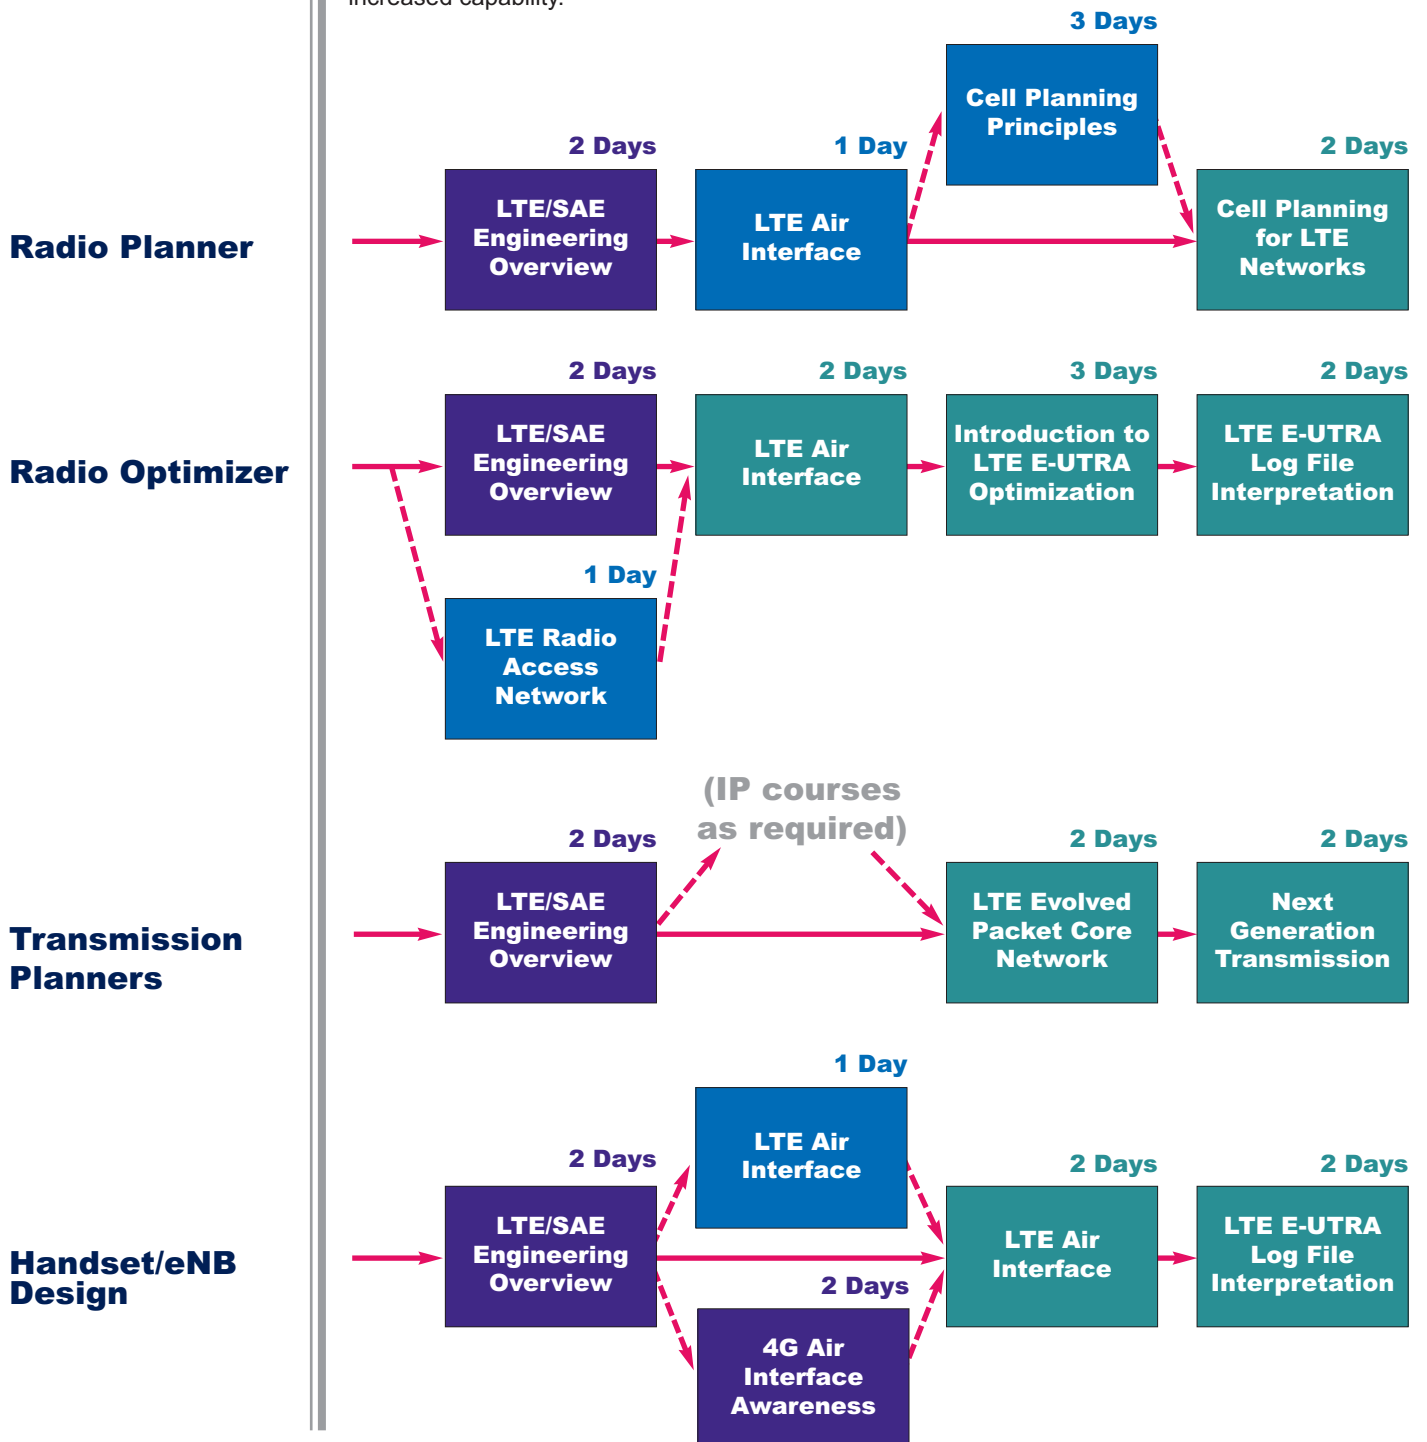 increased capability.
3 Days
Cell Planning
Principles
2 Days
1 Day
2 Days
Radio Planner
LTE/SAE
Engineering
Overview
LTE Air
Interface
Cell Planning
for LTE
Networks
2 Days
2 Days
3 Days
2 Days
Radio Optimizer
LTE/SAE
Engineering
Overview
LTE Air
Interface
Introduction to
LTE E-UTRA
Optimization
LTE E-UTRA
Log File
Interpretation
1 Day
LTE Radio
Access
Network
(IP courses
as required)
2 Days
2 Days
2 Days
Transmission
Planners
LTE/SAE
Engineering
Overview
LTE Evolved
Packet Core
Network
Next
Generation
Transmission
1 Day
LTE Air
Interface
2 Days
2 Days
2 Days
Handset/eNB
Design
LTE/SAE
Engineering
Overview
LTE Air
Interface
LTE E-UTRA
Log File
Interpretation
2 Days
4G Air
Interface
Awareness